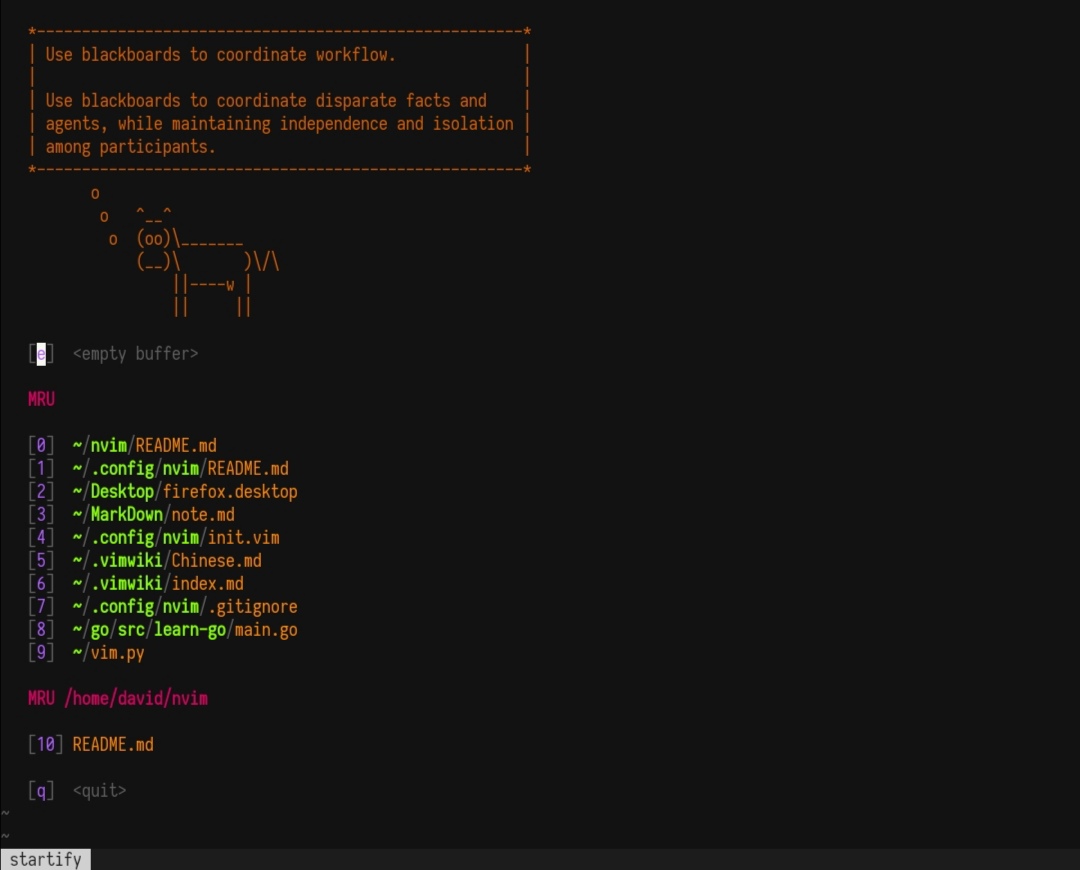 *------------------------------------------------------*
| Use blackboards to coordinate workflow.              |
|                                                      |
| Use blackboards to coordinate disparate facts and    |
| agents, while maintaining independence and isolation |
| among participants.                                  |
*------------------------------------------------------*
       o
        o   ^__^
         o  (oo)\_______
            (__)\       )\/\
                ||----w |
                ||     ||
[e]  <empty buffer>
MRU
[0]  ~/nvim/README.md
[1]  ~/.config/nvim/README.md
[2]  ~/Desktop/firefox.desktop
[3]  ~/MarkDown/note.md
[4]  ~/.config/nvim/init.vim
[5]  ~/.vimwiki/Chinese.md
[6]  ~/.vimwiki/index.md
[7]  ~/.config/nvim/.gitignore
[8]  ~/go/src/learn-go/main.go
[9]  ~/vim.py
MRU /home/david/nvim
[10] README.md
[q]  <quit>
~
~
startify